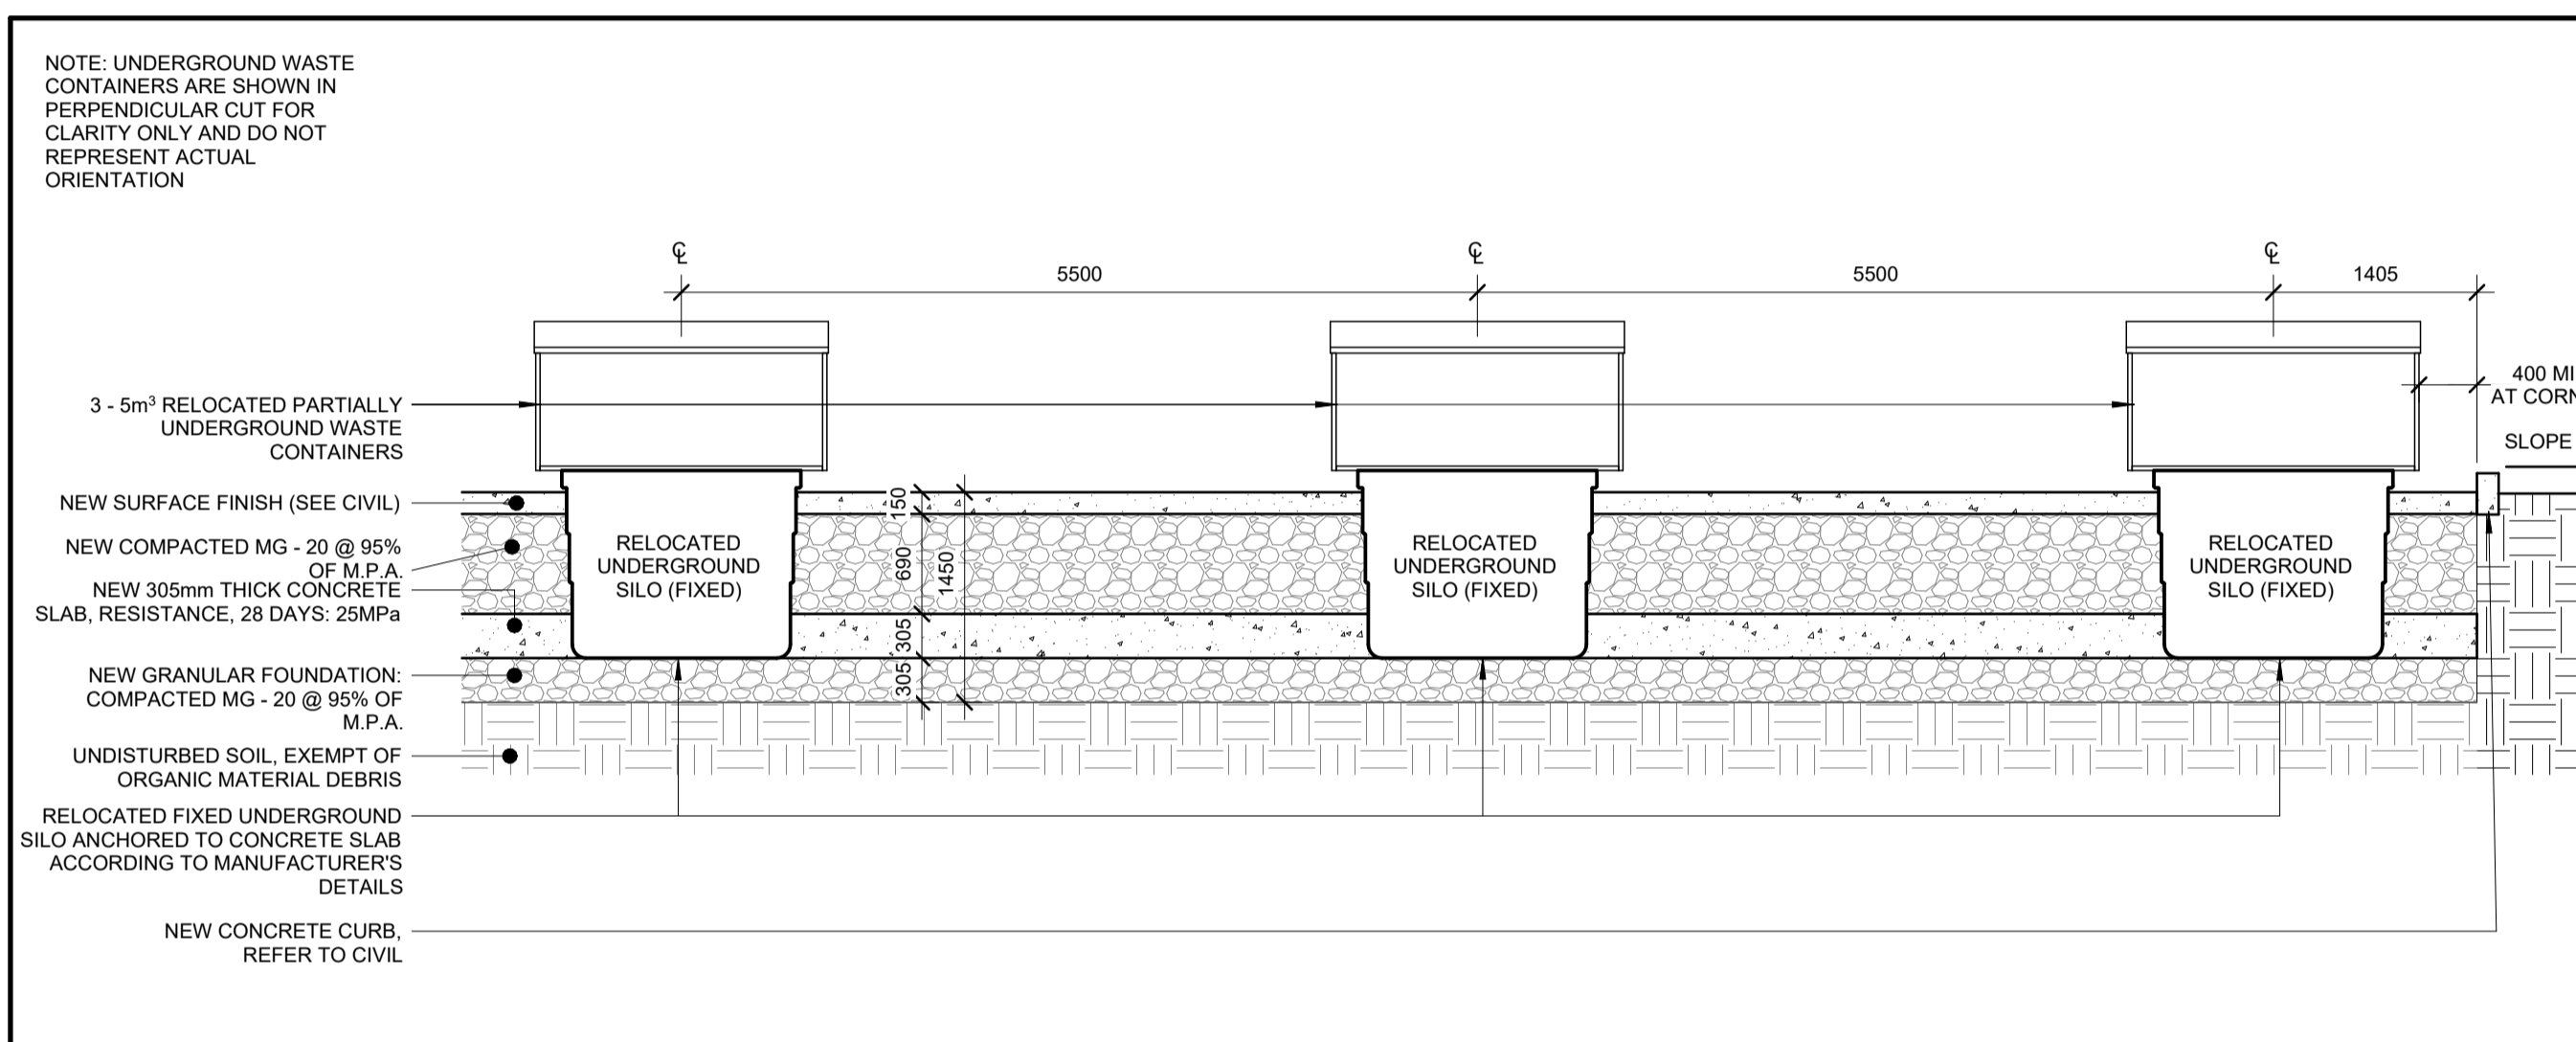 NOTE: UNDERGROUND WASTE
CONTAINERS ARE SHOWN IN
PERPENDICULAR CUT FOR
CLARITY ONLY AND DO NOT
REPRESENT ACTUAL
ORIENTATION
℄
℄
℄
5500
5500
1405
400 MI
AT CORN
SLOPE
3 - 5m³ RELOCATED PARTIALLY
UNDERGROUND WASTE
CONTAINERS
NEW SURFACE FINISH (SEE CIVIL)
NEW COMPACTED MG - 20 @ 95%
OF M.P.A.
NEW 305mm THICK CONCRETE
SLAB, RESISTANCE, 28 DAYS: 25MPa
NEW GRANULAR FOUNDATION:
COMPACTED MG - 20 @ 95% OF
M.P.A.
UNDISTURBED SOIL, EXEMPT OF
ORGANIC MATERIAL DEBRIS
RELOCATED FIXED UNDERGROUND
SILO ANCHORED TO CONCRETE SLAB
ACCORDING TO MANUFACTURER'S
DETAILS
NEW CONCRETE CURB,
REFER TO CIVIL
RELOCATED
UNDERGROUND
SILO (FIXED)
150
690
305
305
1450
RELOCATED
UNDERGROUND
SILO (FIXED)
RELOCATED
UNDERGROUND
SILO (FIXED)